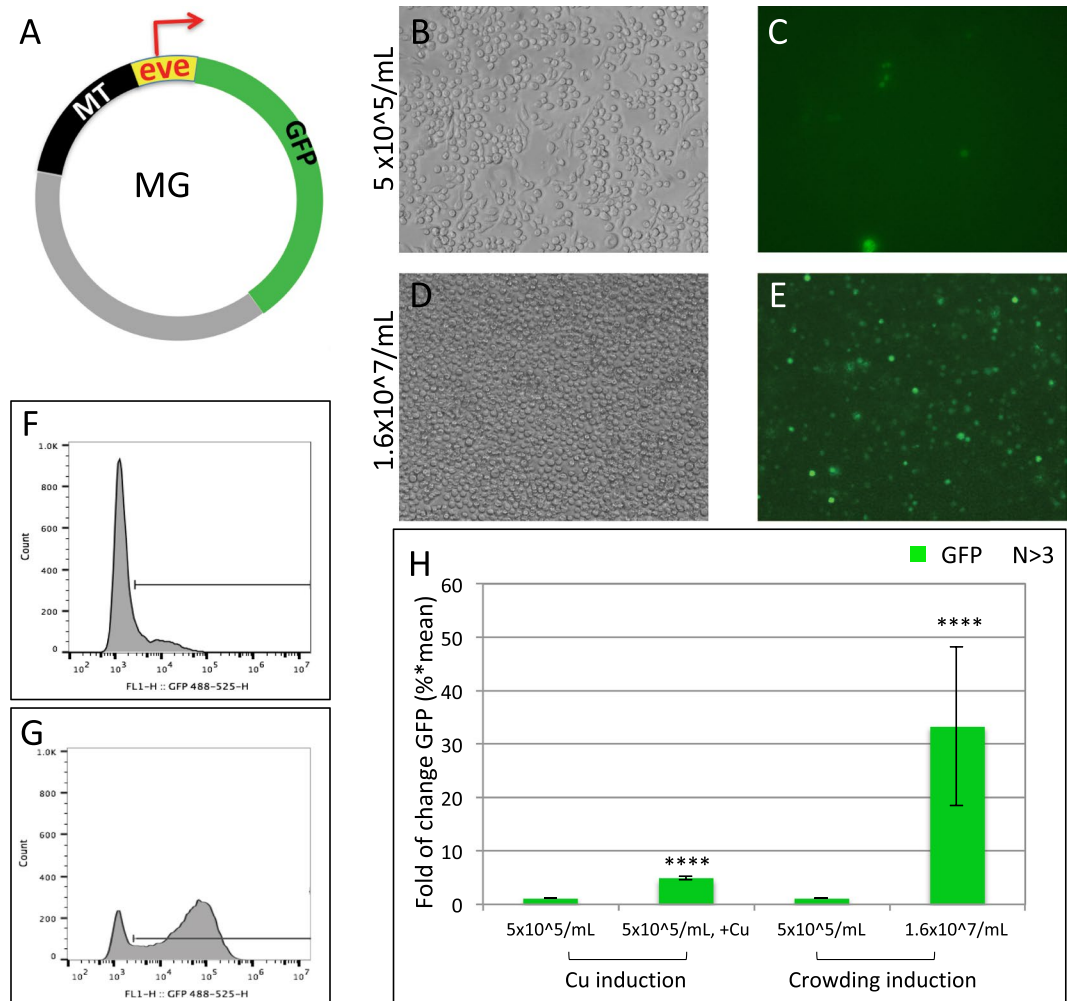 A
eve
MT
GFP
MG
B
C
5 x10^5/mL
D
E
1.6x10^7/mL
F
1.0K
800
600
400
200
0
Count
10^2 10^3 10^4 10^5 10^6 10^7
FL1-H :: GFP 488-525-H
G
1.0K
800
600
400
200
0
Count
10^2 10^3 10^4 10^5 10^6 10^7
FL1-H :: GFP 488-525-H
H
GFP N>3
Fold of change GFP (%*mean)
60
50
40
30
20
10
0
****
****
5x10^5/mL 5x10^5/mL, +Cu 5x10^5/mL 1.6x10^7/mL
Cu induction Crowding induction